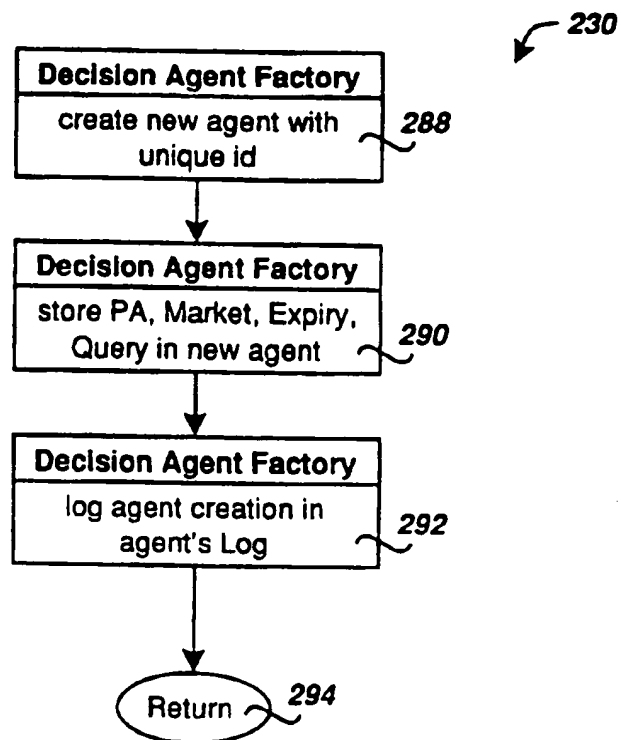 230
Decision Agent Factory
create new agent with
unique id
288
Decision Agent Factory
store PA, Market, Expiry,
Query in new agent
290
Decision Agent Factory
log agent creation in
agent's Log
292
Return
294